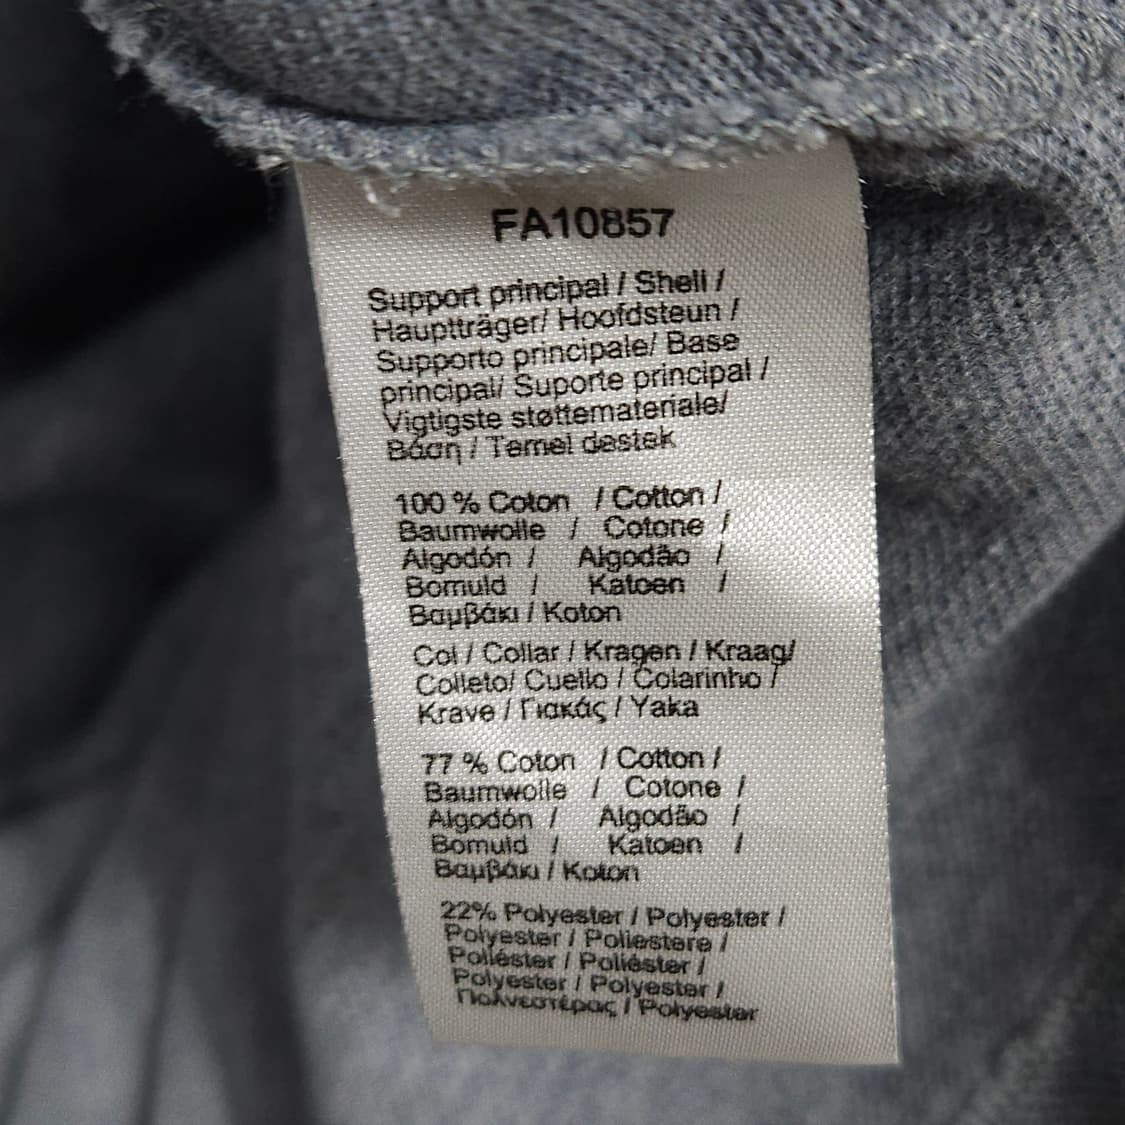 FA10857
Support principal / Shell /
Hauptträger/ Hoofdsteun /
Supporto principale/ Base
principal/ Suporte principal /
Vigtigste støttemateriale/
Βάση / Temel destek
100 % Coton / Cotton /
Baumwolle / Cotone /
Algodón / Algodão /
Bomuld / Katoen /
Βαμβάκι / Koton
Col / Collar / Kragen / Kraag/
Colleto/ Cuello / Colarinho /
Krave / Γιακάς / Yaka
77 % Coton / Cotton /
Baumwolle / Cotone /
Algodón / Algodão /
Bomuld / Katoen /
Βαμβάκι / Koton
22% Polyester / Polyester /
Polyester / Poliestere /
Poliéster / Poliéster /
Polyester / Polyester /
Πολνεστέρας / Polyester